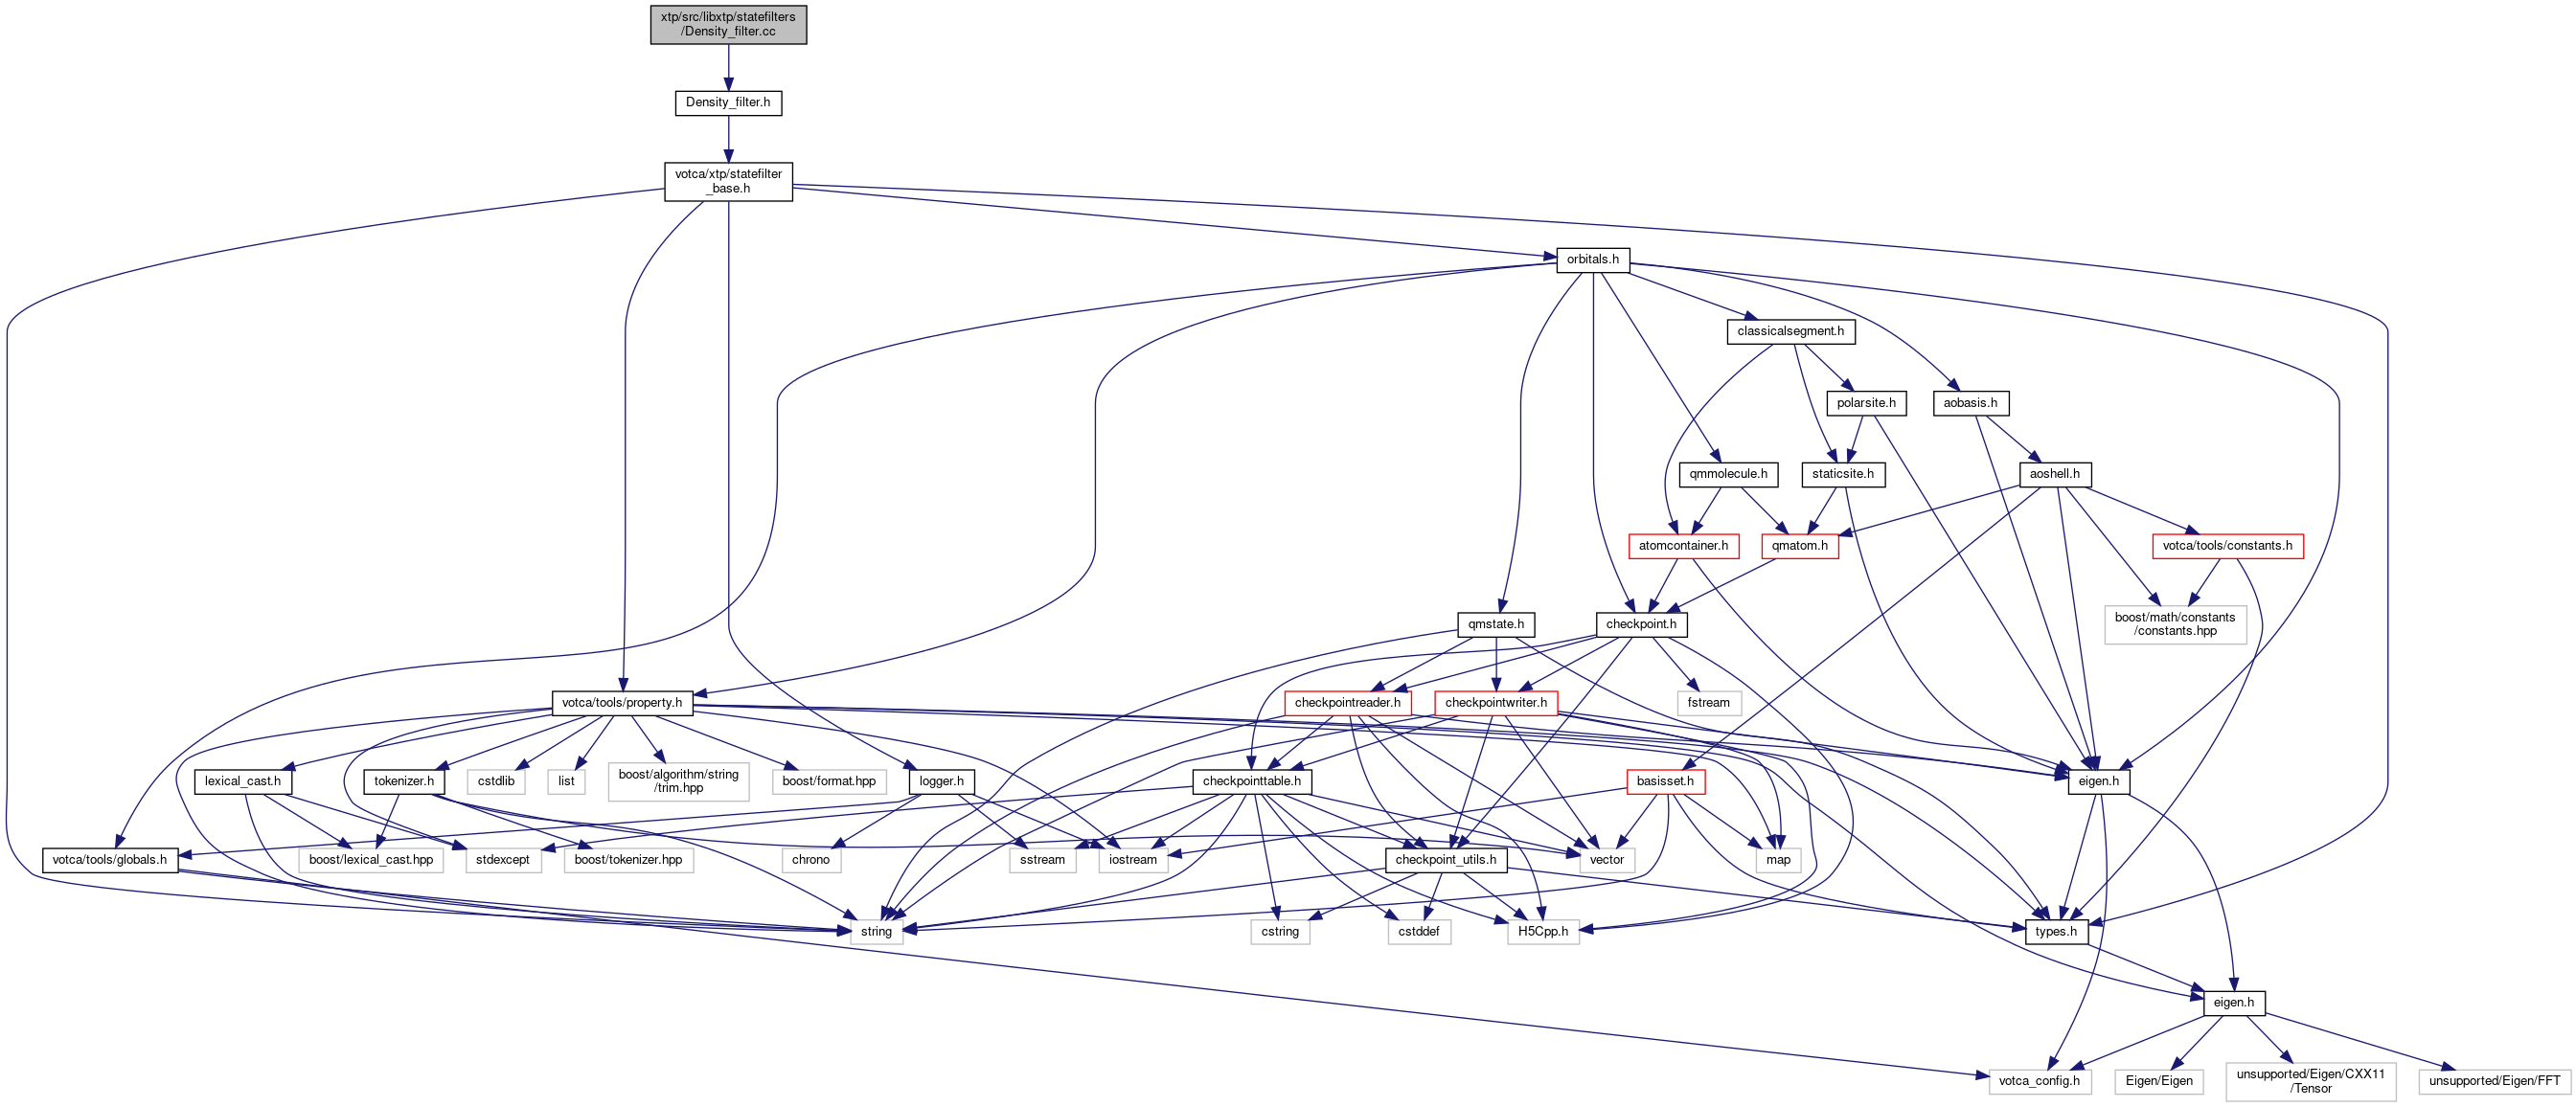 xtp/src/libxtp/statefilters
/Density_filter.cc
Density_filter.h
votca/xtp/statefilter
_base.h
orbitals.h
classicalsegment.h
polarsite.h
aobasis.h
qmmolecule.h
staticsite.h
aoshell.h
atomcontainer.h
qmatom.h
votca/tools/constants.h
qmstate.h
checkpoint.h
boost/math/constants
/constants.hpp
votca/tools/property.h
checkpointreader.h
checkpointwriter.h
fstream
lexical_cast.h
tokenizer.h
cstdlib
list
boost/algorithm/string
/trim.hpp
boost/format.hpp
logger.h
checkpointtable.h
basisset.h
eigen.h
votca/tools/globals.h
boost/lexical_cast.hpp
stdexcept
boost/tokenizer.hpp
chrono
sstream
iostream
checkpoint_utils.h
vector
map
string
cstring
cstddef
H5Cpp.h
types.h
eigen.h
votca_config.h
Eigen/Eigen
unsupported/Eigen/CXX11
/Tensor
unsupported/Eigen/FFT